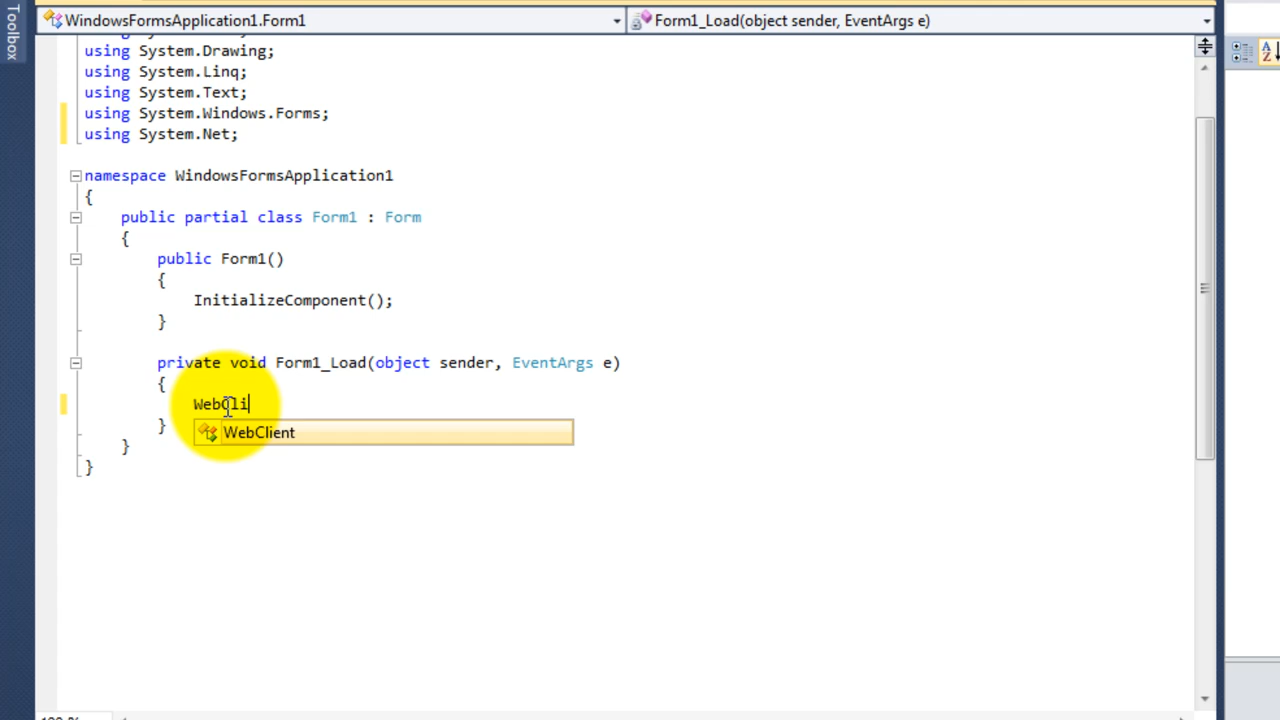 Toolbox
WindowsFormsApplication1.Form1
Form1_Load(object sender, EventArgs e)
using System.Drawing;
using System.Linq;
using System.Text;
using System.Windows.Forms;
using System.Net;
namespace WindowsFormsApplication1
{
public partial class Form1 : Form
{
public Form1()
{
InitializeComponent();
}
private void Form1_Load(object sender, EventArgs e)
{
WebCli
WebClient
}
}
}